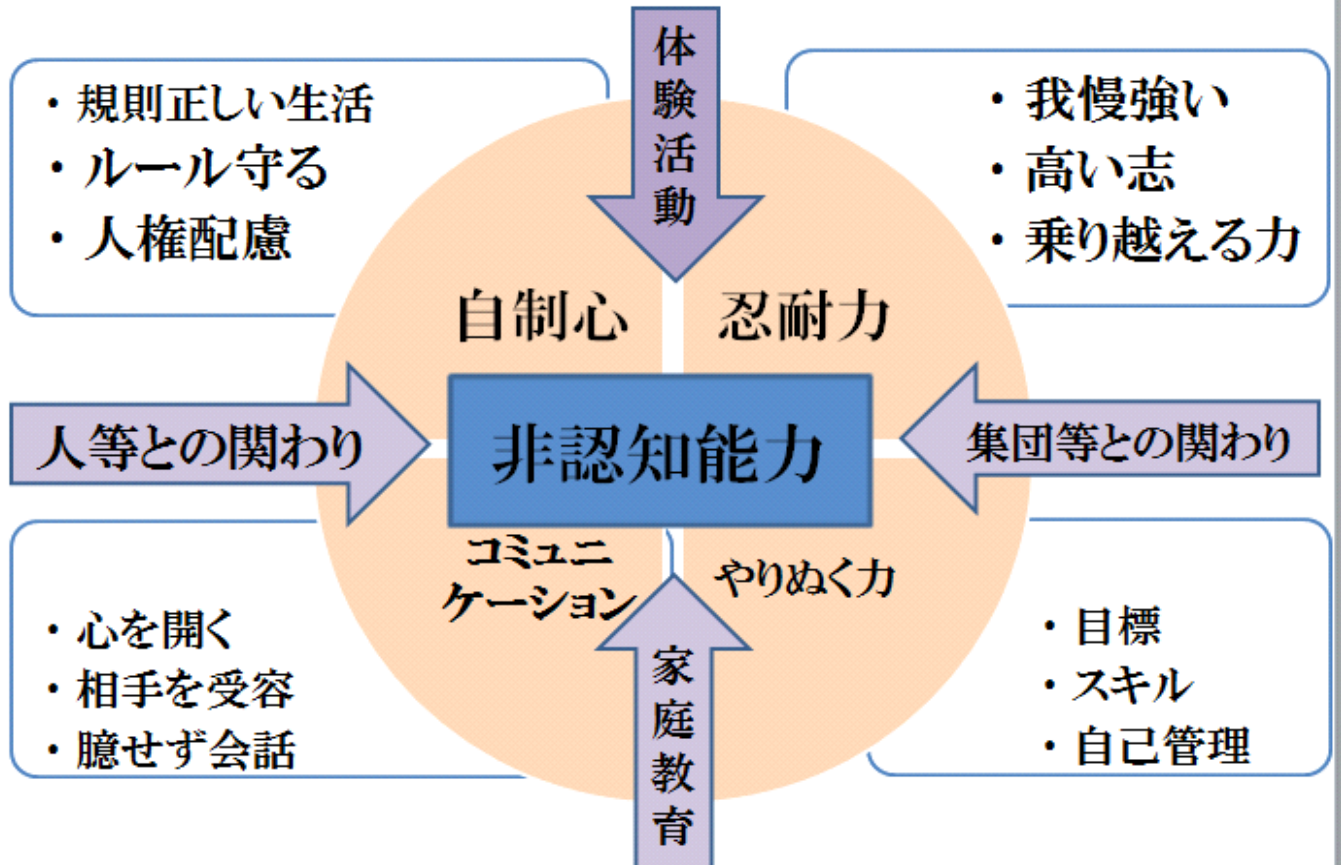 体験活動
・規則正しい生活
・ルール守る
・人権配慮
・我慢強い
・高い志
・乗り越える力
自制心
忍耐力
人等との関わり
非認知能力
集団等との関わり
コミュニ
ケーション
やりぬく力
・心を開く
・相手を受容
・臆せず会話
・目標
・スキル
・自己管理
家庭教育